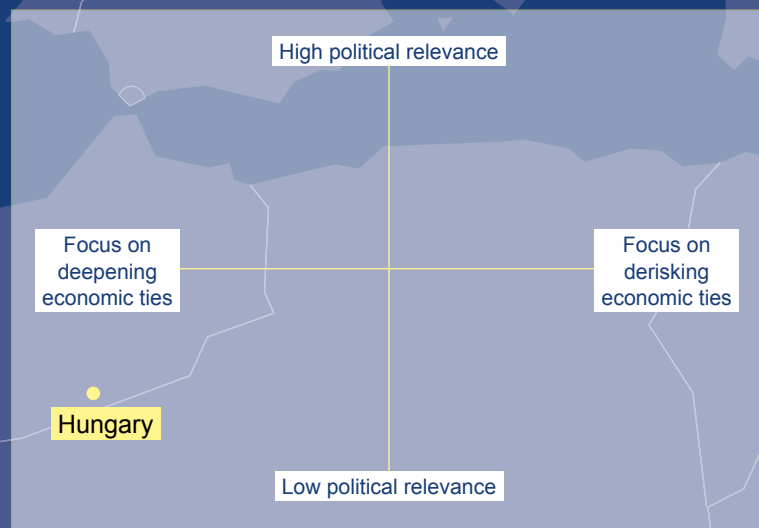 High political relevance
Focus on
deepening
economic ties
Focus on
derisking
economic ties
Hungary
Low political relevance